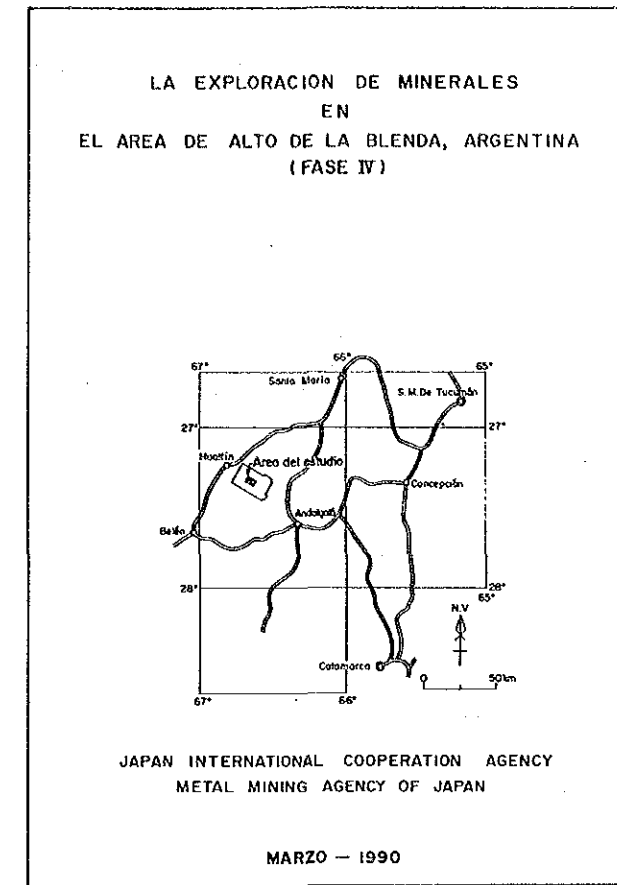 LA EXPLORACION DE MINERALES
EN
EL AREA DE ALTO DE LA BLENDA, ARGENTINA
(FASE IV)
67°
66°
65°
Santa María
S.M.De Tucumán
27°
27°
Hualfín
Area del estudio
Concepción
Andalgalá
Belén
28°
28°
65°
N.V
Catamarca
0
50km
67°
66°
JAPAN INTERNATIONAL COOPERATION AGENCY
METAL MINING AGENCY OF JAPAN
MARZO — 1990